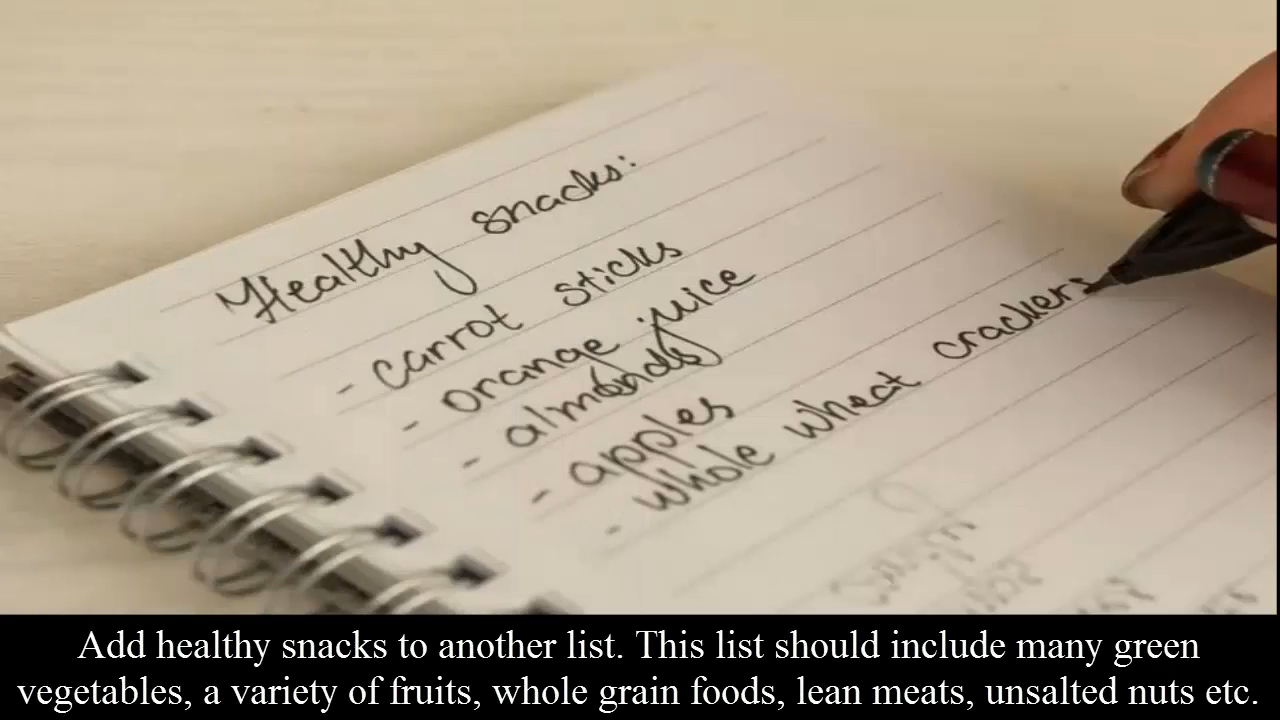 Healthy snacks:
- carrot sticks
- orange juice
- almonds
- apples
- whole wheat crackers
Add healthy snacks to another list. This list should include many green
vegetables, a variety of fruits, whole grain foods, lean meats, unsalted nuts etc.